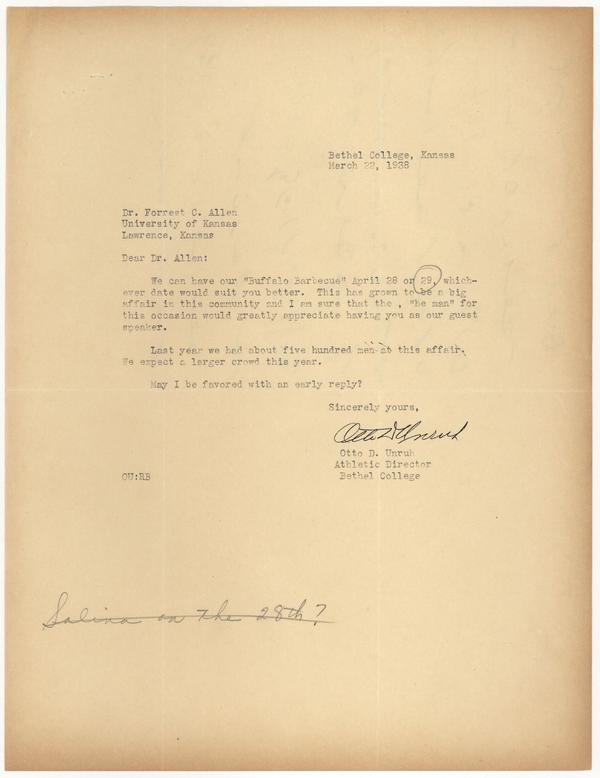 Bethel College, Kansas
March 22, 1938
Dr. Forrest C. Allen
University of Kansas
Lawrence, Kansas
Dear Dr. Allen:
We can have our "Buffalo Barbecue" April 28 or 29, which-
ever date would suit you better. This has grown to be a big
affair in this community and I am sure that the , "he man" for
this occasion would greatly appreciate having you as our guest
speaker.
Last year we had about five hundred men at this affair.
We expect a larger crowd this year.
May I be favored with an early reply?
Sincerely yours,
Otto D Unruh
Otto D. Unruh
Athletic Director
OU:RB Bethel College
Salina on the 28th?